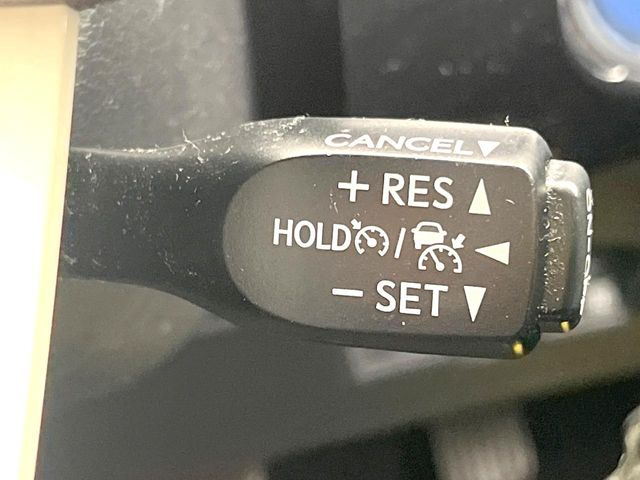 CANCEL▼
+ RES ▲
HOLD / ◀
− SET ▼